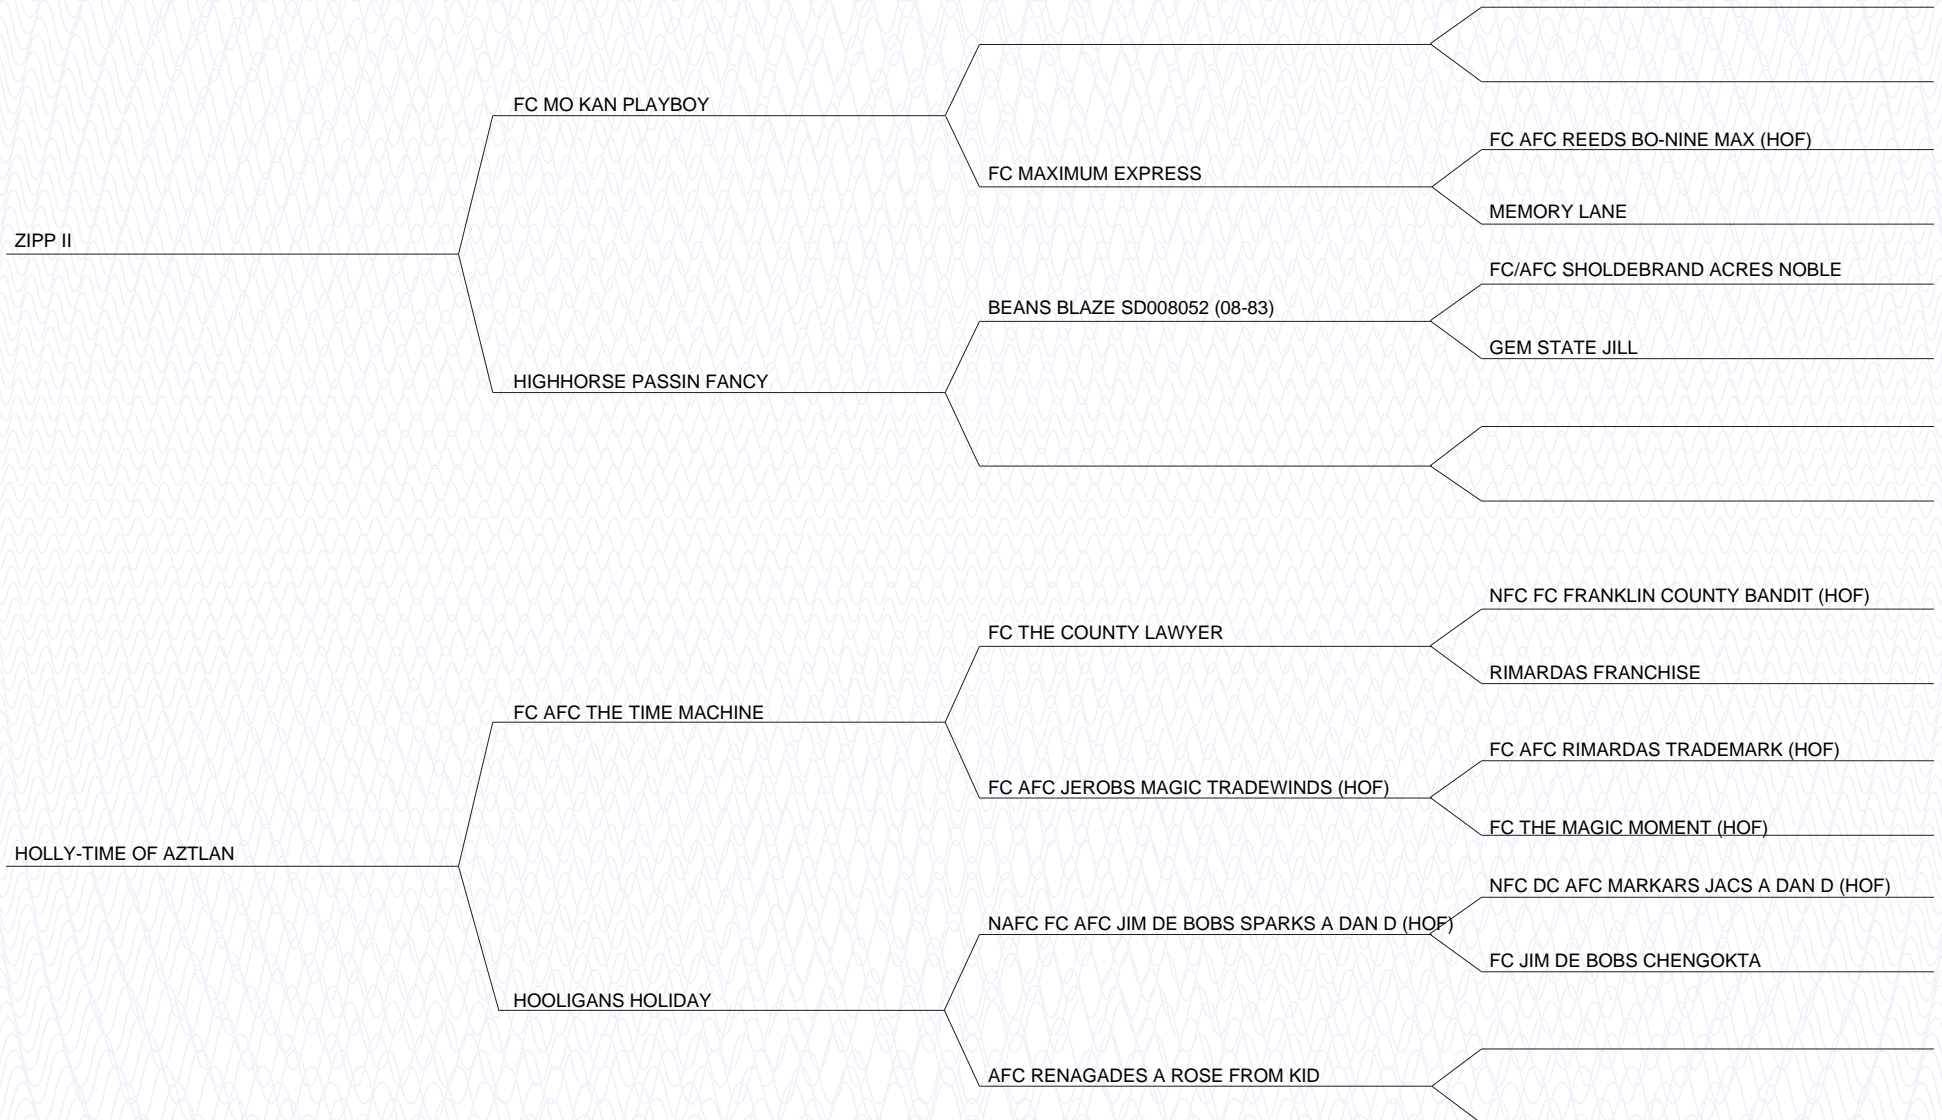 FC MO KAN PLAYBOY
FC AFC REEDS BO-NINE MAX (HOF)
FC MAXIMUM EXPRESS
MEMORY LANE
ZIPP II
FC/AFC SHOLDEBRAND ACRES NOBLE
BEANS BLAZE SD008052 (08-83)
GEM STATE JILL
HIGHHORSE PASSIN FANCY
NFC FC FRANKLIN COUNTY BANDIT (HOF)
FC THE COUNTY LAWYER
RIMARDAS FRANCHISE
FC AFC THE TIME MACHINE
FC AFC RIMARDAS TRADEMARK (HOF)
FC AFC JEROBS MAGIC TRADEWINDS (HOF)
FC THE MAGIC MOMENT (HOF)
HOLLY-TIME OF AZTLAN
NFC DC AFC MARKARS JACS A DAN D (HOF)
NAFC FC AFC JIM DE BOBS SPARKS A DAN D (HOF)
FC JIM DE BOBS CHENGOKTA
HOOLIGANS HOLIDAY
AFC RENAGADES A ROSE FROM KID